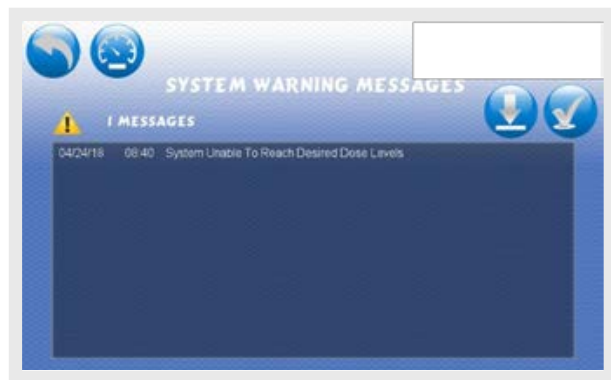 SYSTEM WARNING MESSAGES
1 MESSAGES
04/24/18 08:40 System Unable To Reach Desired Dose Levels